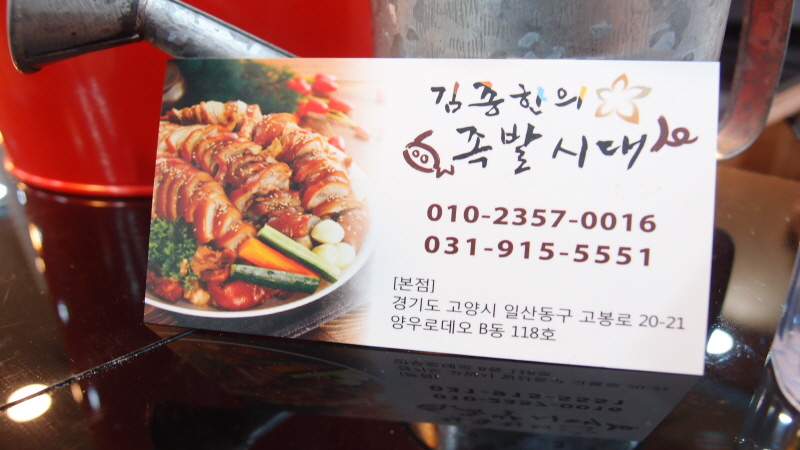 김종한의
족발시대
010-2357-0016
031-915-5551
[본점]
경기도 고양시 일산동구 고봉로 20-21
양우로데오 B동 118호